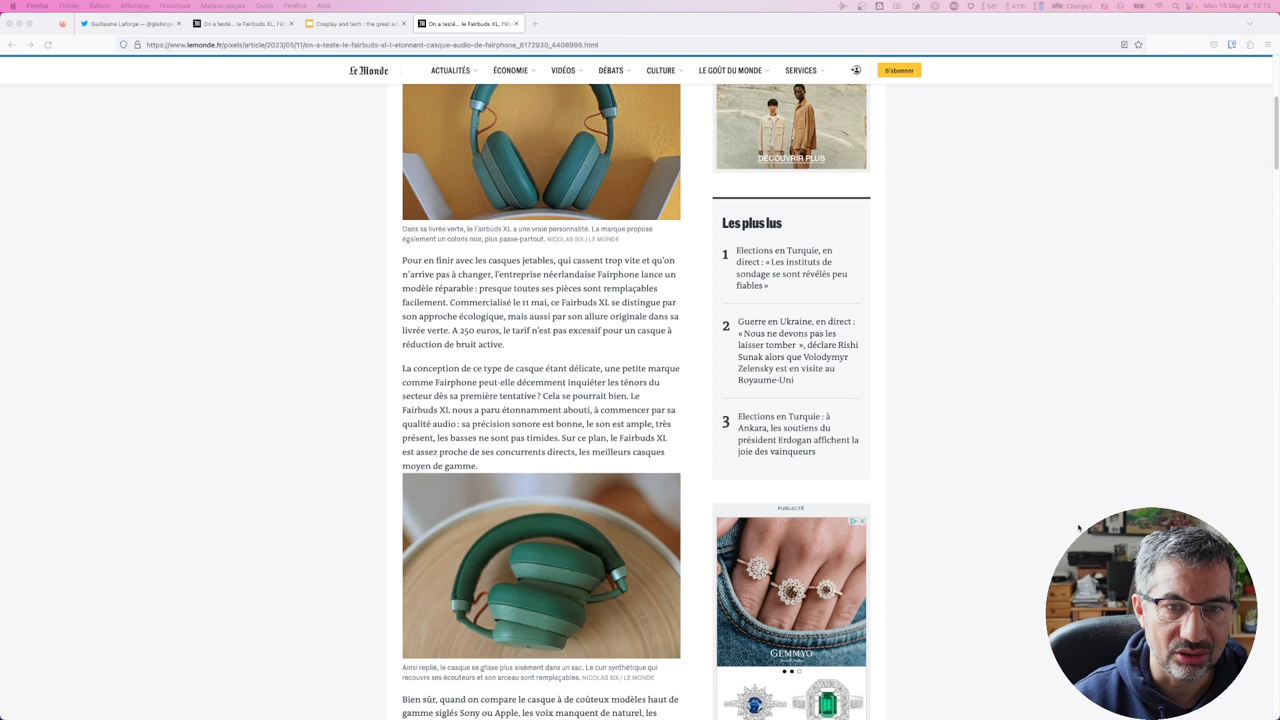 Firefox Fichier Édition Affichage Historique Marque-pages Outils Fenêtre Aide
58° 41% Charged Mon 15 May at 13:15
Guillaume Laforge — @glaforge
On a testé… le Fairbuds XL, l'ét
Cosplay and tech : the great a
On a testé… le Fairbuds XL, l'ét
https://www.lemonde.fr/pixels/article/2023/05/11/on-a-teste-le-fairbuds-xl-l-etonnant-casque-audio-de-fairphone_6172930_4408996.html
Le Monde
ACTUALITÉS ÉCONOMIE VIDÉOS DÉBATS CULTURE LE GOÛT DU MONDE SERVICES
S'abonner
Dans sa livrée verte, le Fairbuds XL a une vraie personnalité. La marque propose
également un coloris noir, plus passe-partout. NICOLAS SIX / LE MONDE
Pour en finir avec les casques jetables, qui cassent trop vite et qu'on
n'arrive pas à changer, l'entreprise néerlandaise Fairphone lance un
modèle réparable : presque toutes ses pièces sont remplaçables
facilement. Commercialisé le 11 mai, ce Fairbuds XL se distingue par
son approche écologique, mais aussi par son allure originale dans sa
livrée verte. A 250 euros, le tarif n'est pas excessif pour un casque à
réduction de bruit active.
La conception de ce type de casque étant délicate, une petite marque
comme Fairphone peut-elle décemment inquiéter les ténors du
secteur dès sa première tentative ? Cela se pourrait bien. Le
Fairbuds XL nous a paru étonnamment abouti, à commencer par sa
qualité audio : sa précision sonore est bonne, le son est ample, très
présent, les basses ne sont pas timides. Sur ce plan, le Fairbuds XL
est assez proche de ses concurrents directs, les meilleurs casques
moyen de gamme.
Ainsi replié, le casque se glisse plus aisément dans un sac. Le cuir synthétique qui
recouvre ses écouteurs et son arceau sont remplaçables. NICOLAS SIX / LE MONDE
Bien sûr, quand on compare le casque à de coûteux modèles haut de
gamme siglés Sony ou Apple, les voix manquent de naturel, les
DÉCOUVRIR PLUS
Les plus lus
1 Elections en Turquie, en
direct : « Les instituts de
sondage se sont révélés peu
fiables »
2 Guerre en Ukraine, en direct :
« Nous ne devons pas les
laisser tomber », déclare Rishi
Sunak alors que Volodymyr
Zelensky est en visite au
Royaume-Uni
3 Elections en Turquie : à
Ankara, les soutiens du
président Erdogan affichent la
joie des vainqueurs
PUBLICITÉ
GEMMYO